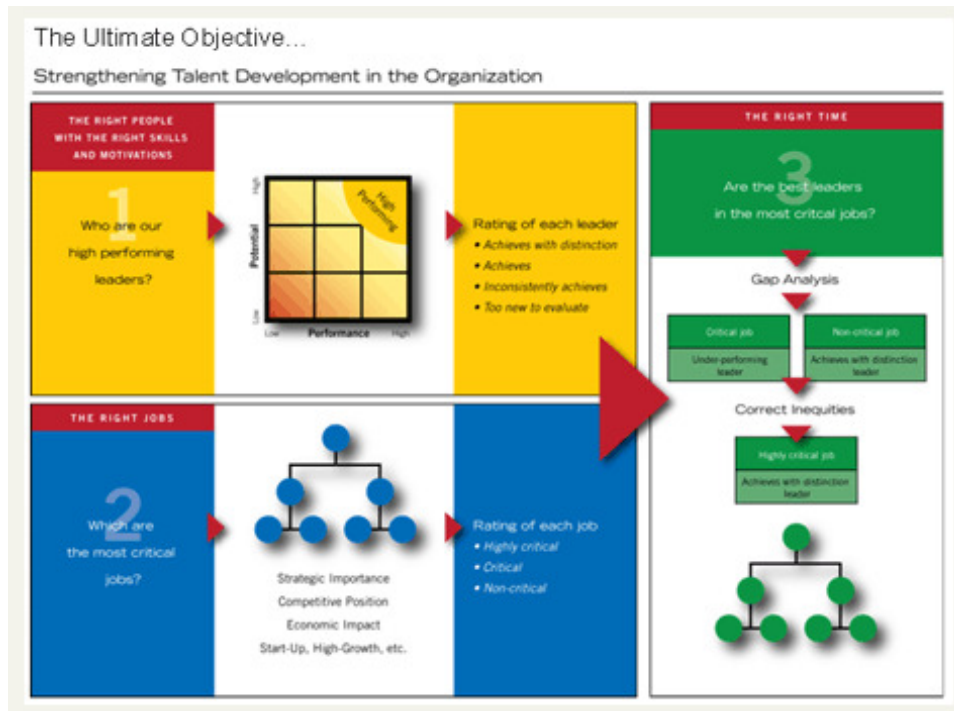 The Ultimate Objective...
Strengthening Talent Development in the Organization
THE RIGHT PEOPLE
WITH THE RIGHT SKILLS
AND MOTIVATIONS
1
Who are our
high performing
leaders?
High
Potential
Low
High
Performing
Low
Performance
High
Rating of each leader
• Achieves with distinction
• Achieves
• Inconsistently achieves
• Too new to evaluate
THE RIGHT JOBS
2
Which are
the most critical
jobs?
Strategic Importance
Competitive Position
Economic Impact
Start-Up, High-Growth, etc.
Rating of each job
• Highly critical
• Critical
• Non-critical
THE RIGHT TIME
3
Are the best leaders
in the most critcal jobs?
Gap Analysis
Critical job
Under-performing
leader
Non-critical job
Achieves with distinction
leader
Correct Inequities
Highly critical job
Achieves with distinction
leader